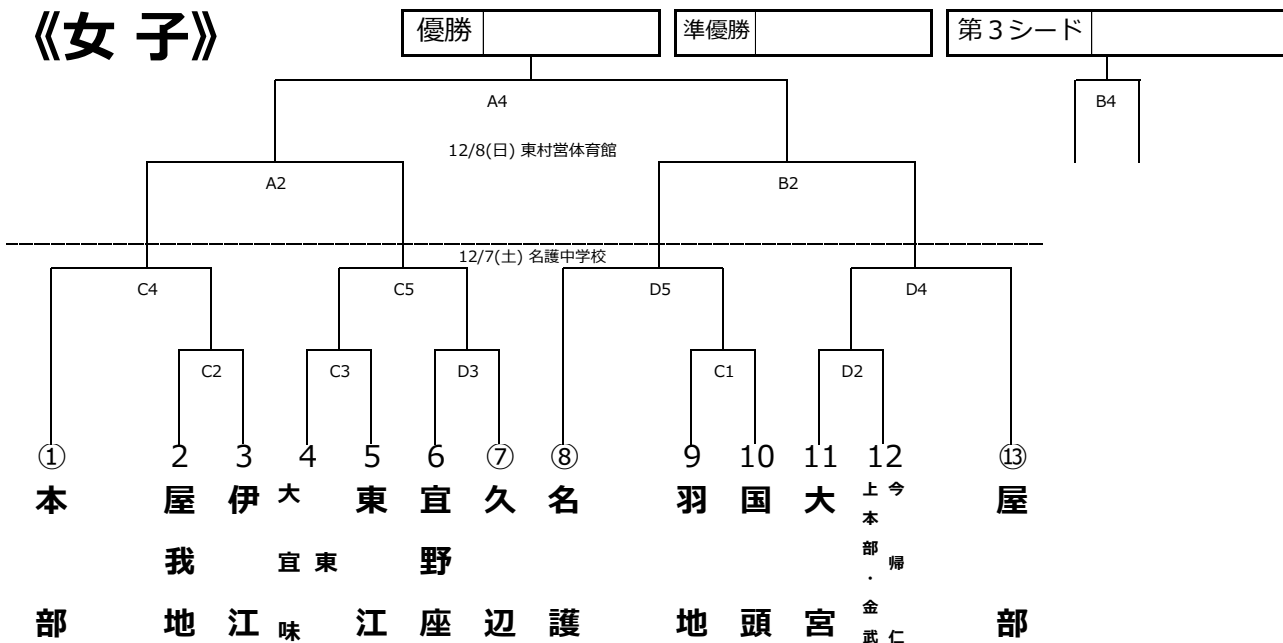 《女 子》
優勝
準優勝
第3シード
A4
B4
12/8(日) 東村営体育館
A2
B2
12/7(土) 名護中学校
C4
C5
D5
D4
C2
C3
D3
C1
D2
① 2 3 4 5 6 ⑦ ⑧ 9 10 11 12 ⑬
本部
屋我地
伊江
大宜味
東
東江
宜野座
久辺
名護
羽地
国頭
大宮
今帰仁
上本部・金武
屋部